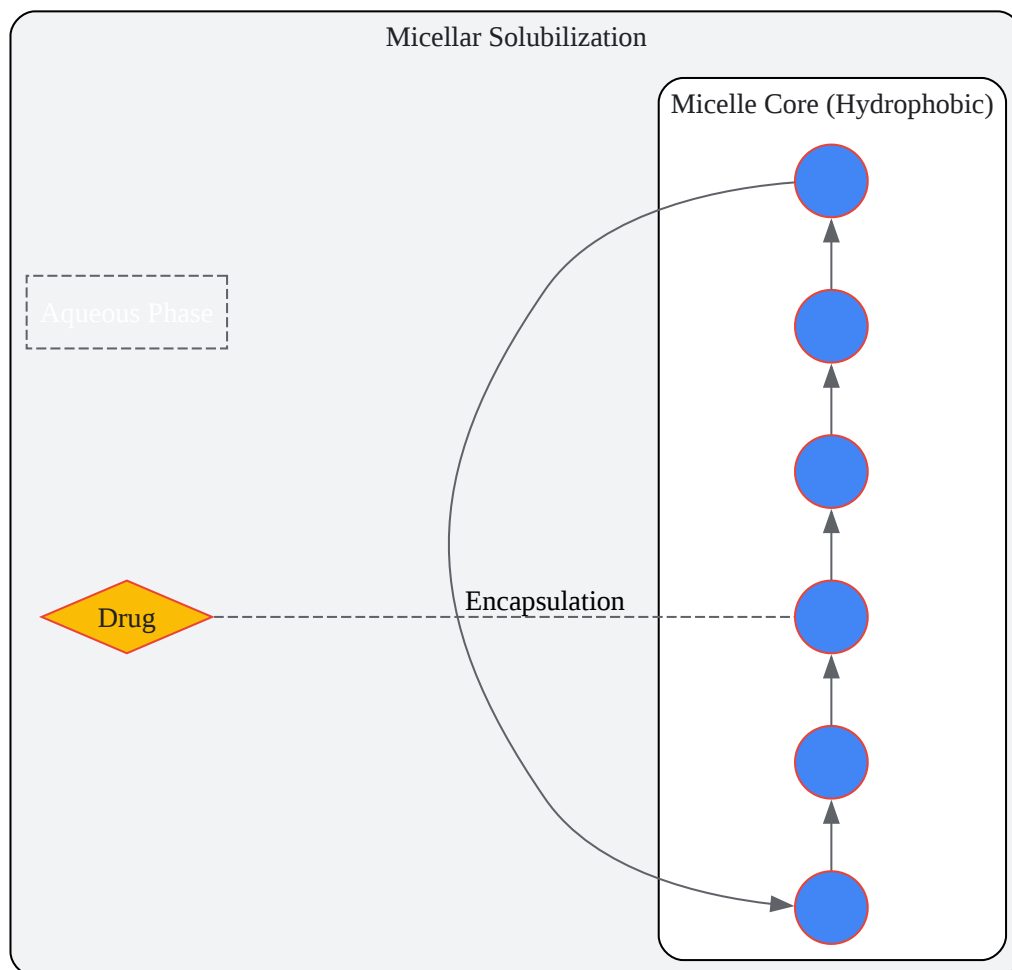 Micellar Solubilization
Micelle Core (Hydrophobic)
Aqueous Phase
Encapsulation
Drug